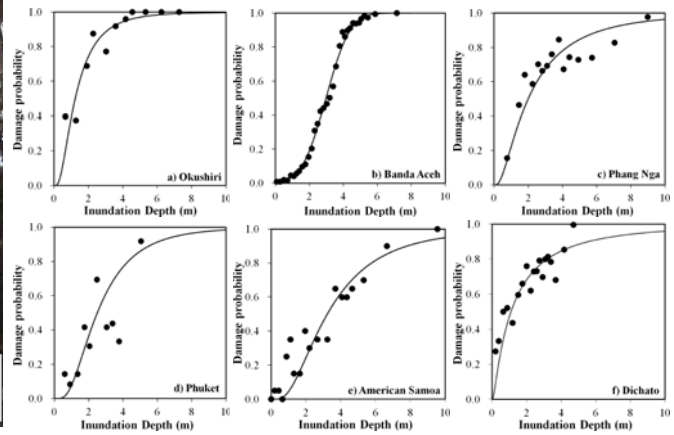 1.0
0.8
0.6
0.4
0.2
0.0
0 2 4 6 8 10
Damage probability
Inundation Depth (m)
a) Okushiri
1.0
0.8
0.6
0.4
0.2
0.0
0 2 4 6 8 10
Damage probability
Inundation Depth (m)
b) Banda Aceh
1.0
0.8
0.6
0.4
0.2
0.0
0 2 4 6 8 10
Damage probability
Inundation Depth (m)
c) Phang Nga
1.0
0.8
0.6
0.4
0.2
0.0
0 2 4 6 8 10
Damage probability
Inundation Depth (m)
d) Phuket
1.0
0.8
0.6
0.4
0.2
0.0
0 2 4 6 8 10
Damage probability
Inundation Depth (m)
e) American Samoa
1.0
0.8
0.6
0.4
0.2
0.0
0 2 4 6 8 10
Damage probability
Inundation Depth (m)
f) Dichato